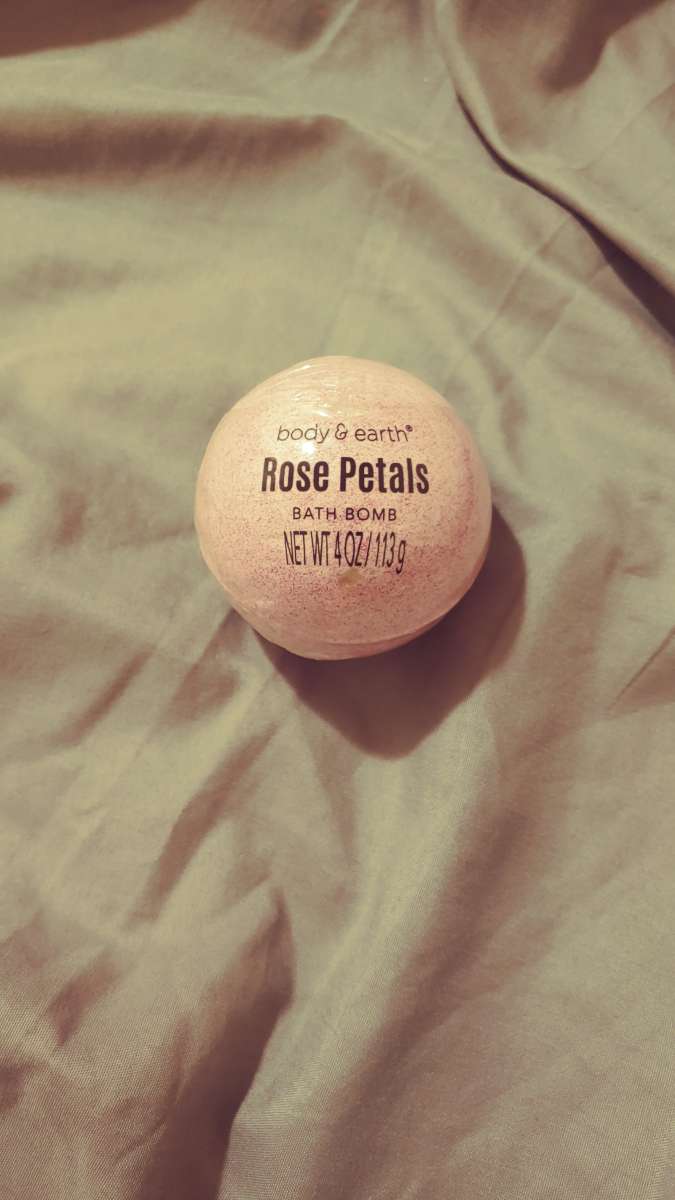 body & earth®
Rose Petals
BATH BOMB
NET WT 4 OZ / 113 g